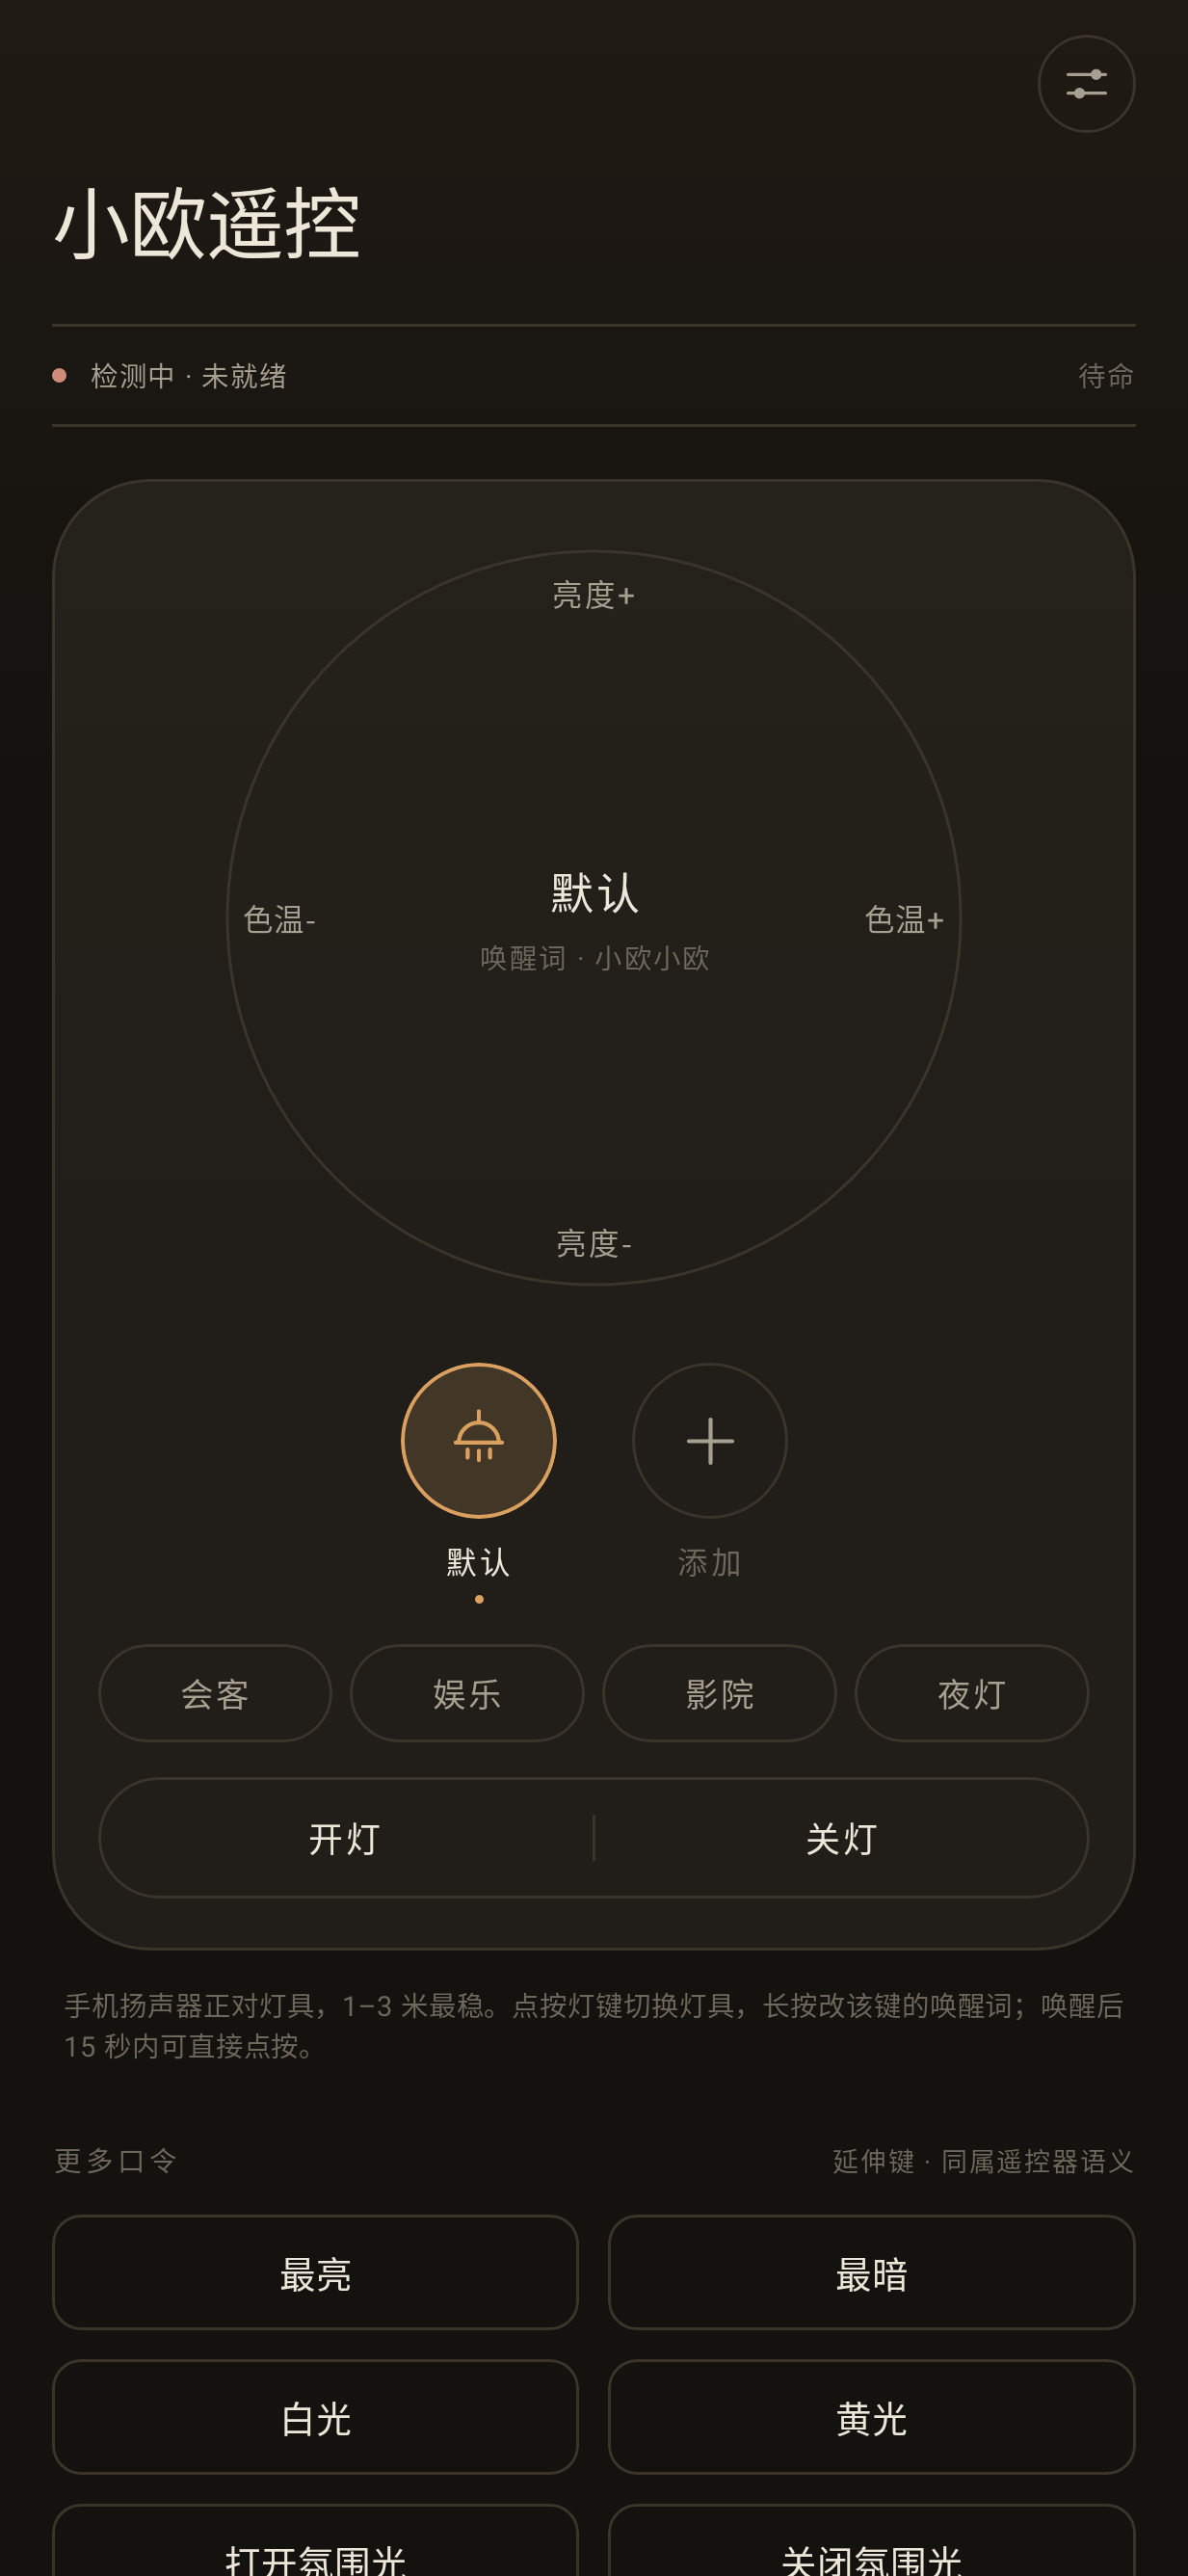 小欧遥控
检测中 · 未就绪
待命
亮度+
色温-
默认
色温+
唤醒词 · 小欧小欧
亮度-
默认
添加
会客
娱乐
影院
夜灯
开灯
关灯
手机扬声器正对灯具，1–3 米最稳。点按灯键切换灯具，长按改该键的唤醒词；唤醒后
15 秒内可直接点按。
更多口令
延伸键 · 同属遥控器语义
最亮
最暗
白光
黄光
打开氛围光
关闭氛围光